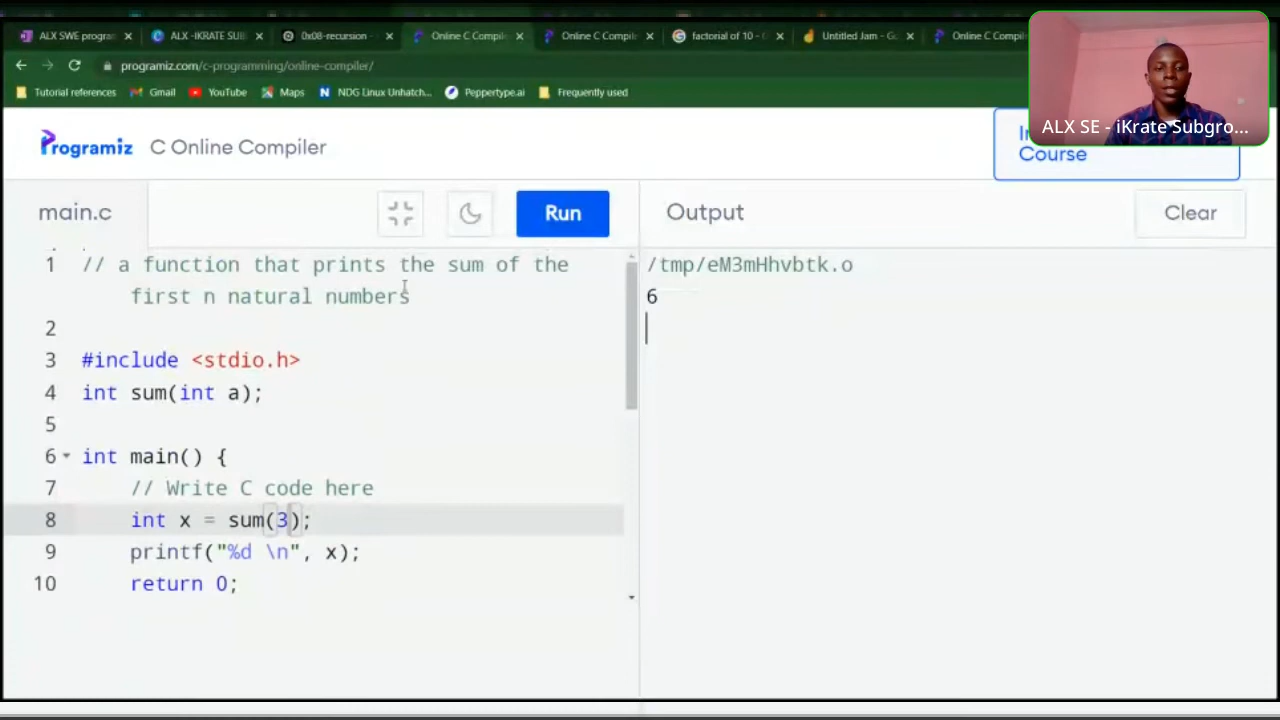 ALX SWE progra
ALX -IKRATE SUB
0x08-recursion -
Online C Compil
Online C Compil
factorial of 10 - G
Untitled Jam - G
Online C Compi
programiz.com/c-programming/online-compiler/
Tutorial references
Gmail
YouTube
Maps
NDG Linux Unhatch...
Peppertype.ai
Frequently used
ALX SE - iKrate Subgro...
Programiz
C Online Compiler
Course
main.c
Run
Output
Clear
1 // a function that prints the sum of the
first n natural numbers
2
3 #include <stdio.h>
4 int sum(int a);
5
6 int main() {
7 // Write C code here
8 int x = sum(3);
9 printf("%d \n", x);
10 return 0;
/tmp/eM3mHhvbtk.o
6